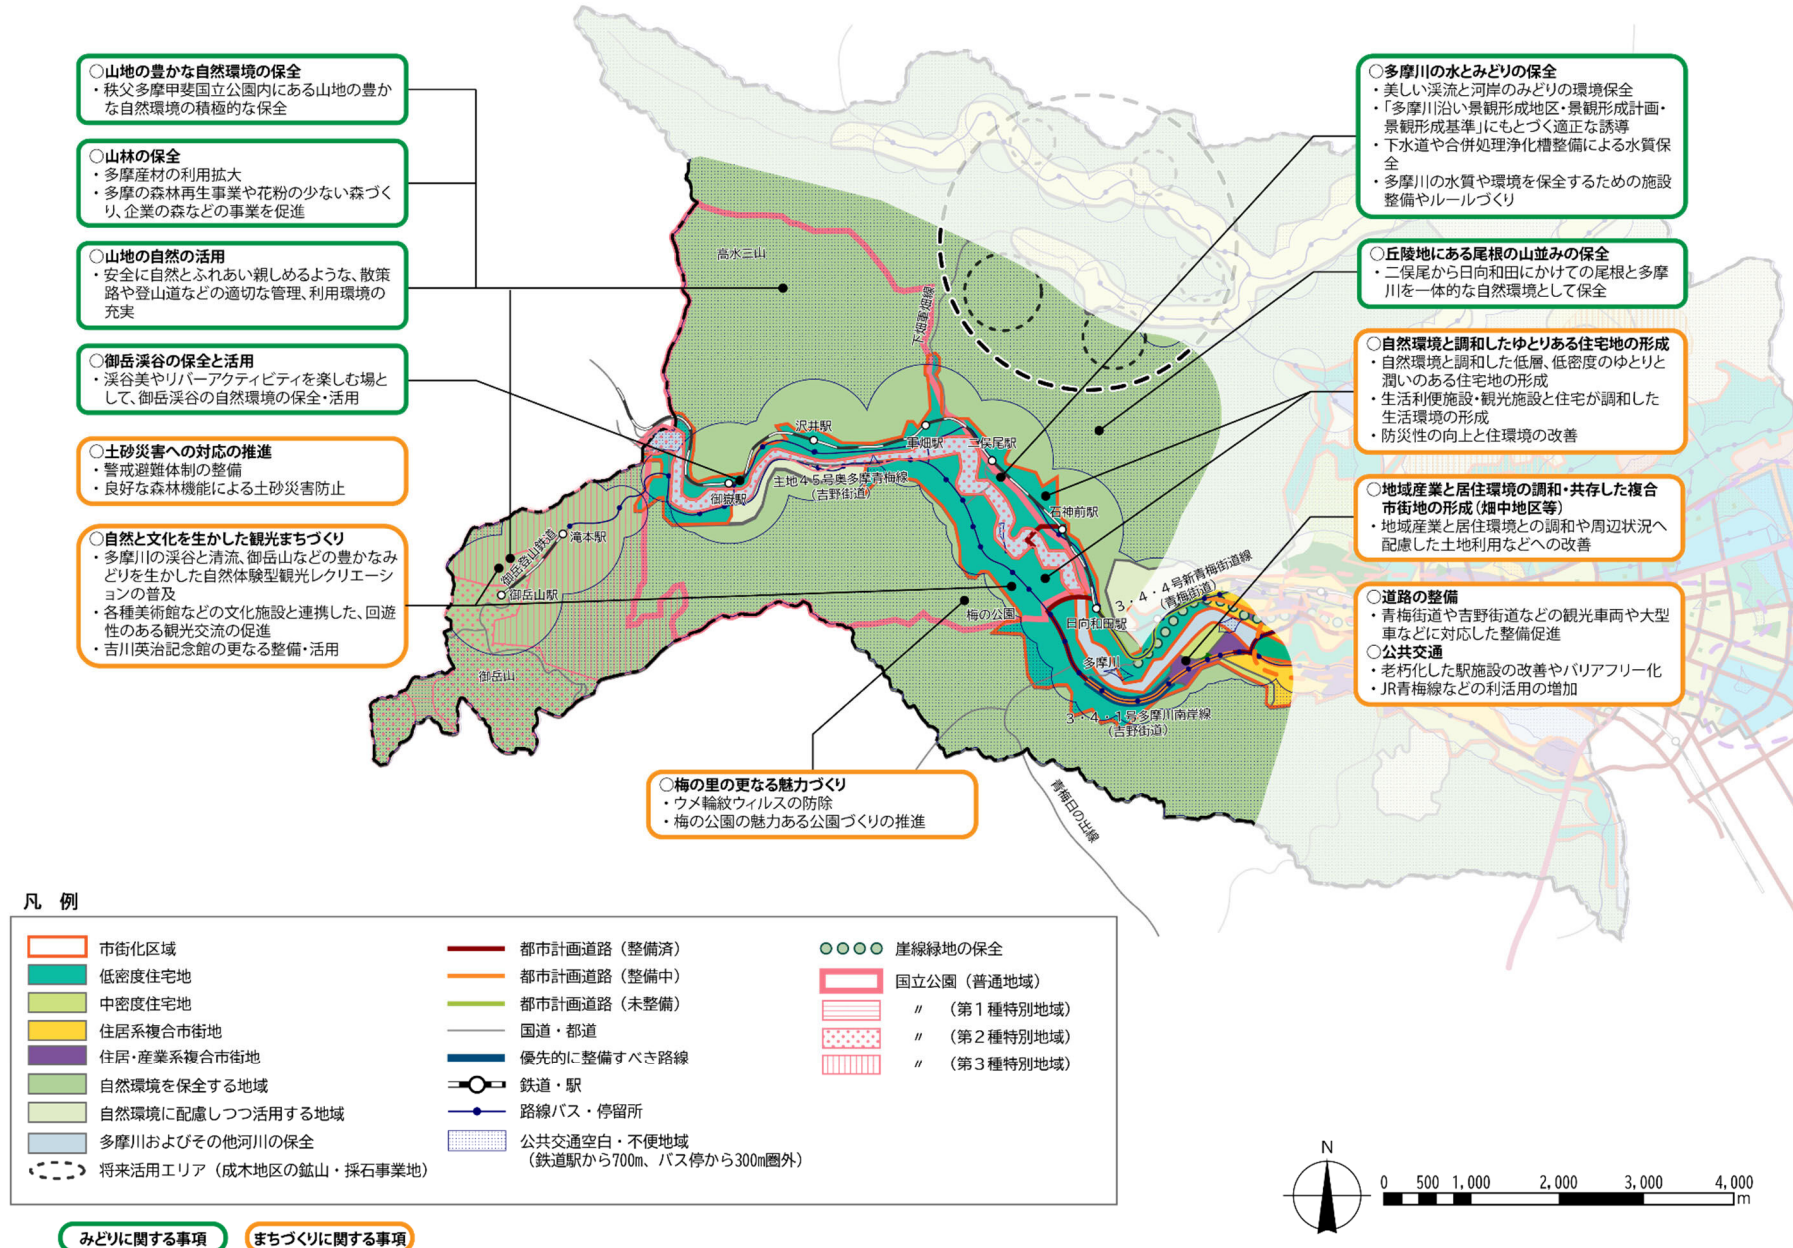 ○山地の豊かな自然環境の保全
・秩父多摩甲斐国立公園内にある山地の豊か
な自然環境の積極的な保全
○山林の保全
・多摩産材の利用拡大
・多摩の森林再生事業や花粉の少ない森づく
り、企業の森などの事業を促進
○山地の自然の活用
・安全に自然とふれあい親しめるような、散策
路や登山道などの適切な管理、利用環境の
充実
○御岳渓谷の保全と活用
・渓谷美やリバーアクティビティを楽しむ場と
して、御岳渓谷の自然環境の保全・活用
○土砂災害への対応の推進
・警戒避難体制の整備
・良好な森林機能による土砂災害防止
○自然と文化を生かした観光まちづくり
・多摩川の渓谷と清流、御岳山などの豊かなみ
どりを生かした自然体験型観光レクリエーシ
ョンの普及
・各種美術館などの文化施設と連携した、回遊
性のある観光交流の促進
・吉川英治記念館の更なる整備・活用
高水三山
下畑軍畑線
沢井駅
軍畑駅
二俣尾駅
御嶽駅
主地45号奥多摩青梅線
(吉野街道)
石神前駅
御岳登山鉄道
滝本駅
御岳山駅
御岳山
梅の公園
日向和田駅
3・4・4号新青梅街道線
(青梅街道)
多摩川
3・4・1号多摩川南岸線
(吉野街道)
青梅日の出線
○梅の里の更なる魅力づくり
・ウメ輪紋ウィルスの防除
・梅の公園の魅力ある公園づくりの推進
○多摩川の水とみどりの保全
・美しい渓流と河岸のみどりの環境保全
・「多摩川沿い景観形成地区・景観形成計画・
景観形成基準」にもとづく適正な誘導
・下水道や合併処理浄化槽整備による水質保
全
・多摩川の水質や環境を保全するための施設
整備やルールづくり
○丘陵地にある尾根の山並みの保全
・二俣尾から日向和田にかけての尾根と多摩
川を一体的な自然環境として保全
○自然環境と調和したゆとりある住宅地の形成
・自然環境と調和した低層、低密度のゆとりと
潤いのある住宅地の形成
・生活利便施設・観光施設と住宅が調和した
生活環境の形成
・防災性の向上と住環境の改善
○地域産業と居住環境の調和・共存した複合
市街地の形成(畑中地区等)
・地域産業と居住環境との調和や周辺状況へ
配慮した土地利用などへの改善
○道路の整備
・青梅街道や吉野街道などの観光車両や大型
車などに対応した整備促進
○公共交通
・老朽化した駅施設の改善やバリアフリー化
・JR青梅線などの利活用の増加
凡 例
市街化区域
低密度住宅地
中密度住宅地
住居系複合市街地
住居・産業系複合市街地
自然環境を保全する地域
自然環境に配慮しつつ活用する地域
多摩川およびその他河川の保全
将来活用エリア（成木地区の鉱山・採石事業地）
都市計画道路（整備済）
都市計画道路（整備中）
都市計画道路（未整備）
国道・都道
優先的に整備すべき路線
鉄道・駅
路線バス・停留所
公共交通空白・不便地域
（鉄道駅から700m、バス停から300m圏外）
崖線緑地の保全
国立公園（普通地域）
〃 （第1種特別地域）
〃 （第2種特別地域）
〃 （第3種特別地域）
N
0 500 1,000 2,000 3,000 4,000
m
みどりに関する事項
まちづくりに関する事項